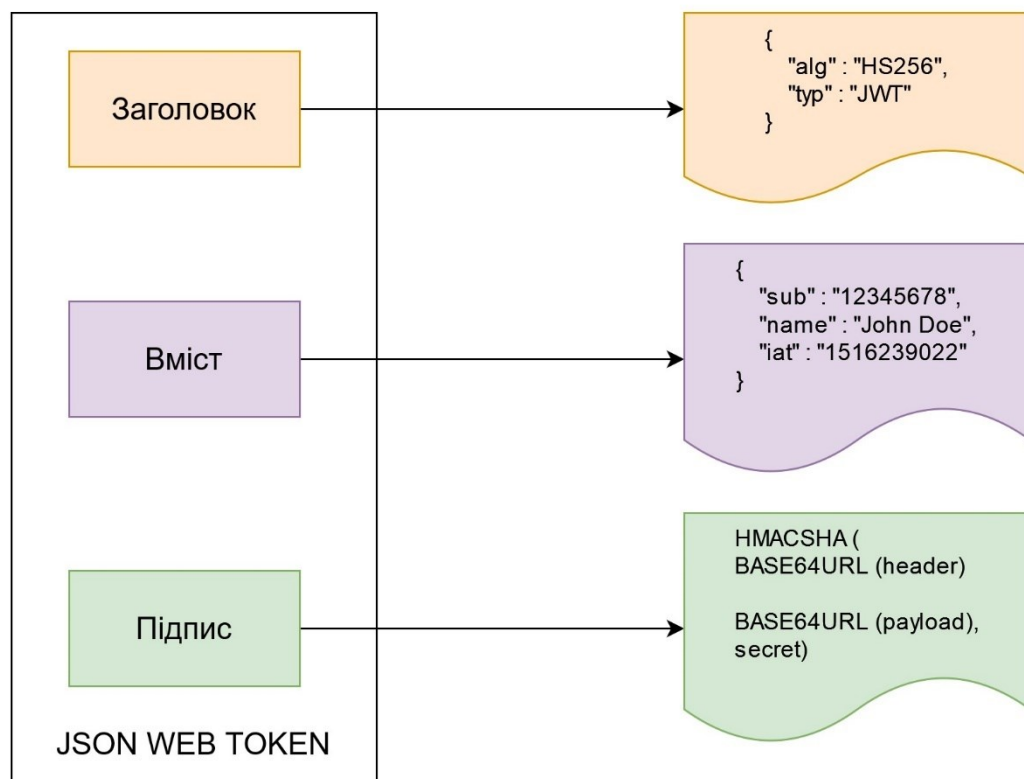 Заголовок
{
"alg" : "HS256",
"typ" : "JWT"
}
Вміст
{
"sub" : "12345678",
"name" : "John Doe",
"iat" : "1516239022"
}
Підпис
HMACSHA (
BASE64URL (header)
BASE64URL (payload),
secret)
JSON WEB TOKEN